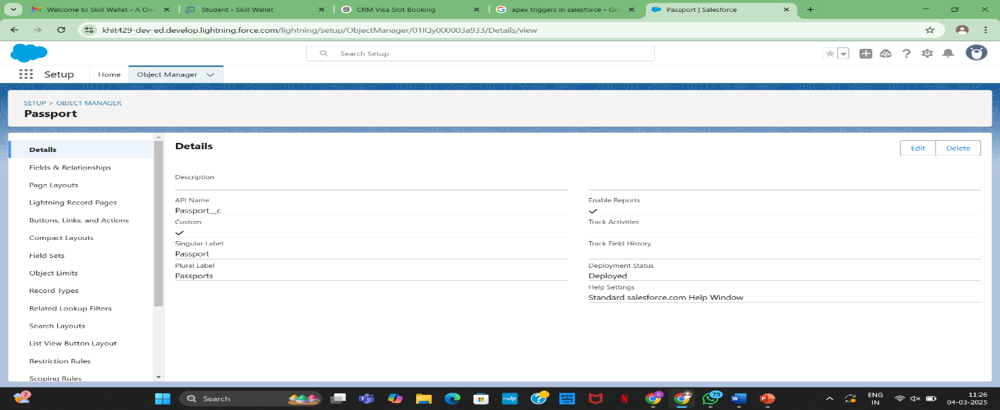 Welcome to Skill Wallet - A One
Student - Skill Wallet
CRM Visa Slot Booking
apex triggers in salesforce - Goo
Passport | Salesforce
khit429-dev-ed.develop.lightning.force.com/lightning/setup/ObjectManager/01IQy000003a933/Details/view
Search Setup
Setup
Home
Object Manager
SETUP > OBJECT MANAGER
Passport
Details
Fields & Relationships
Page Layouts
Lightning Record Pages
Buttons, Links, and Actions
Compact Layouts
Field Sets
Object Limits
Record Types
Related Lookup Filters
Search Layouts
List View Button Layout
Restriction Rules
Scoping Rules
Details
Edit
Delete
Description
API Name
Passport__c
Custom
Singular Label
Passport
Plural Label
Passports
Enable Reports
Track Activities
Track Field History
Deployment Status
Deployed
Help Settings
Standard salesforce.com Help Window
2
Search
myhp
prime video
N
D
79
W
P
ENG
IN
11:26
04-03-2025